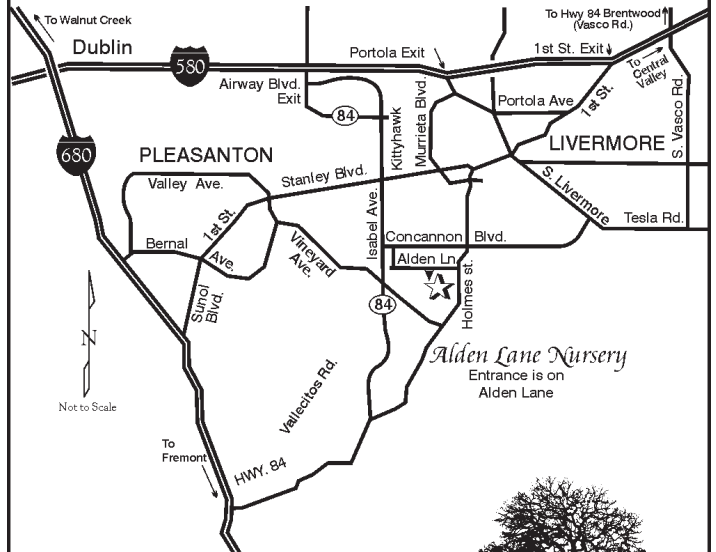 To Walnut Creek
To Hwy 84 Brentwood
(Vasco Rd.)
Dublin
Portola Exit
1st St. Exit
To
Central
Valley
580
Airway Blvd.
Exit
84
Kittyhawk
Murrieta Blvd.
Portola Ave
1st St.
S. Vasco Rd.
LIVERMORE
680
PLEASANTON
Valley Ave.
Stanley Blvd.
S. Livermore
Tesla Rd.
1st St.
Isabel Ave.
Bernal
Ave.
Vineyard
Ave.
Concannon Blvd.
Alden Ln.
Sunol
Blvd.
84
Holmes st.
N
Not to Scale
Alden Lane Nursery
Entrance is on
Alden Lane
Vallecitos Rd.
To
Fremont
HWY. 84